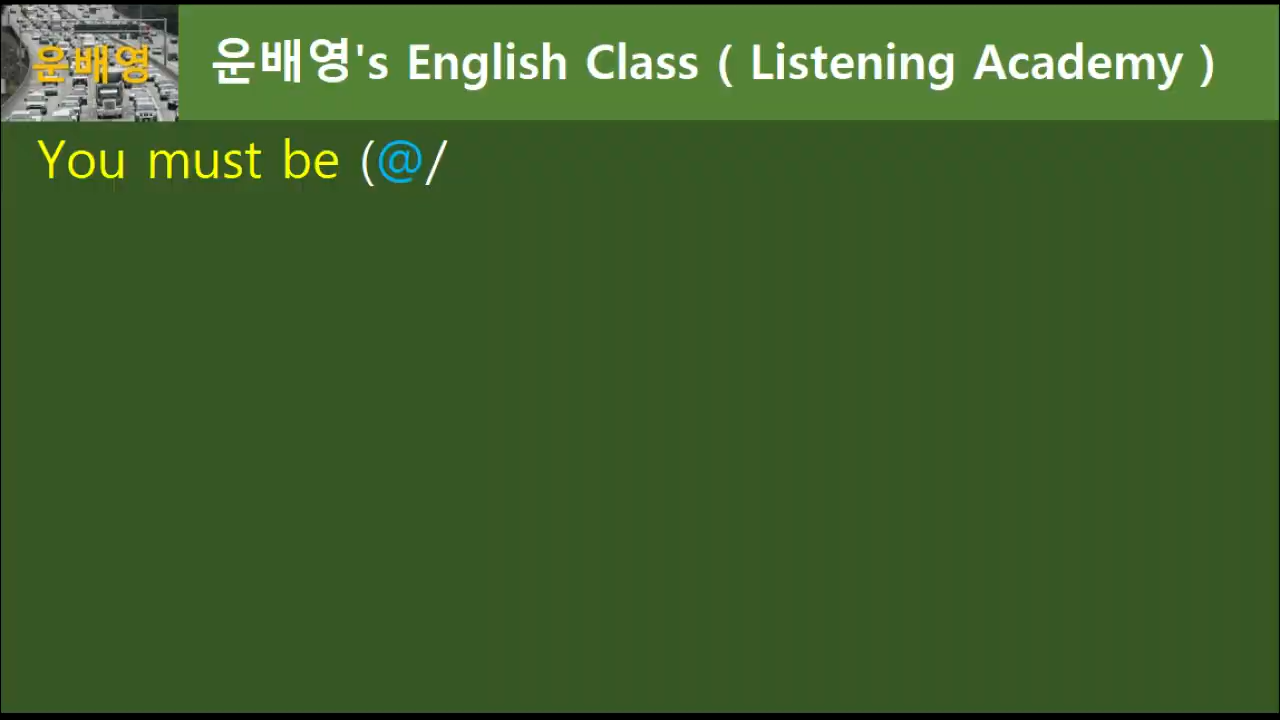 운배영
운배영's English Class ( Listening Academy )
You must be (@/